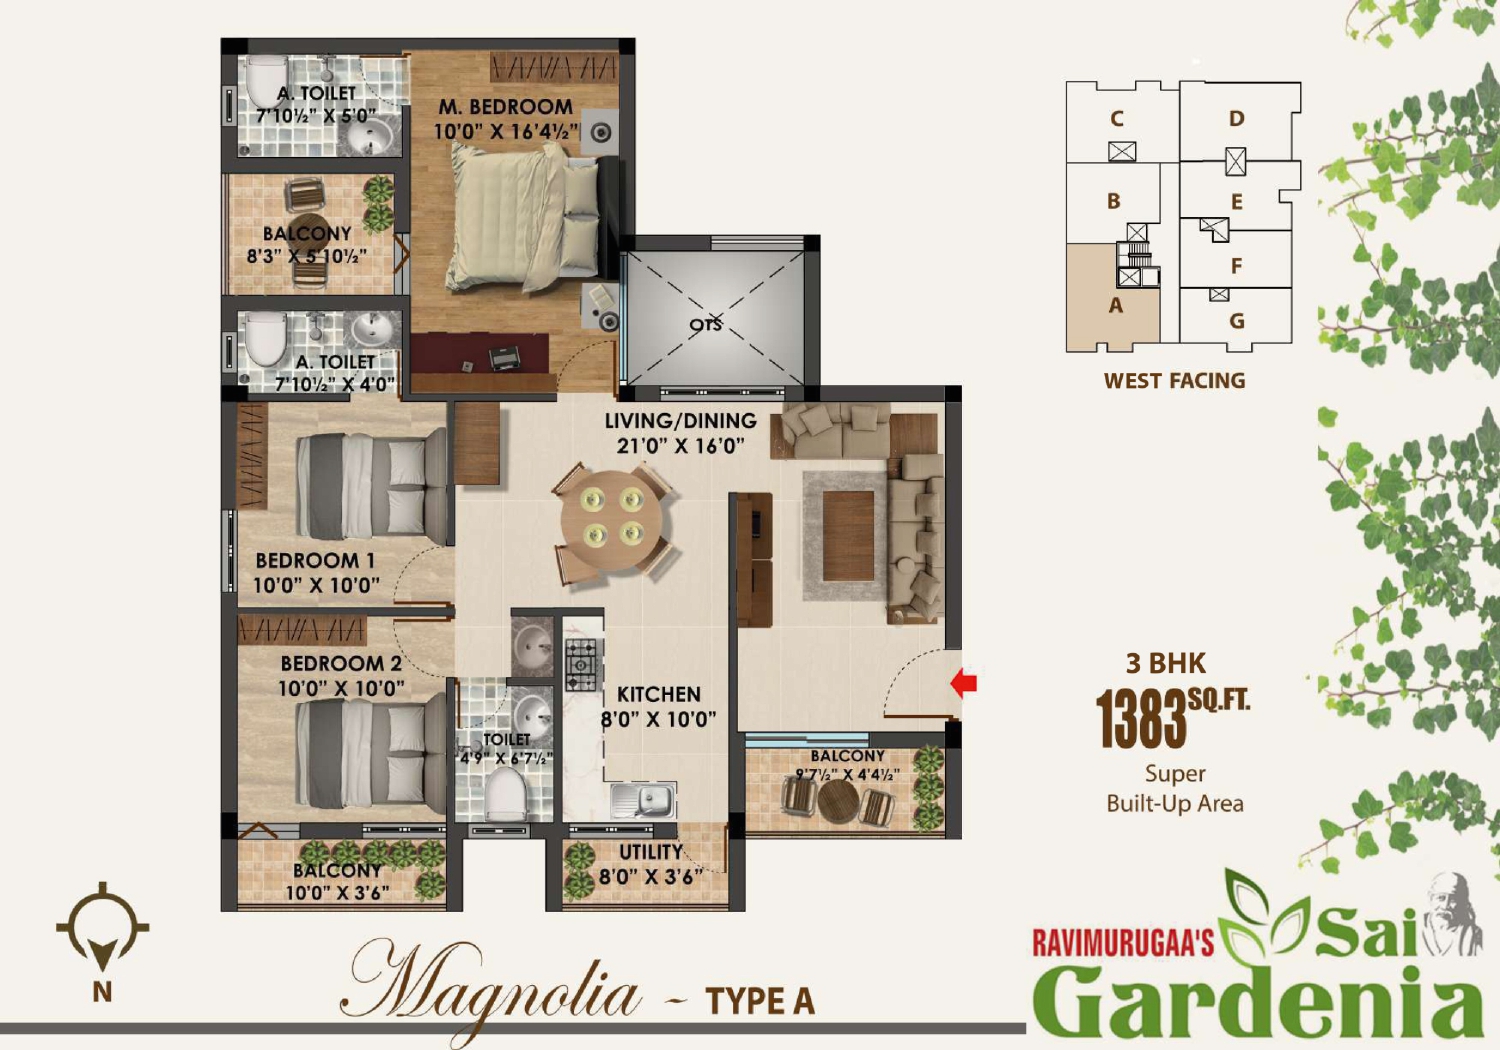 A. TOILET
7'10½" X 5'0"
M. BEDROOM
10'0" X 16'4½"
BALCONY
8'3" X 5'10½"
A. TOILET
7'10½" X 4'0"
OTS
LIVING/DINING
21'0" X 16'0"
BEDROOM 1
10'0" X 10'0"
BEDROOM 2
10'0" X 10'0"
KITCHEN
8'0" X 10'0"
TOILET
4'9" X 6'7½"
BALCONY
9'7½" X 4'4½"
BALCONY
10'0" X 3'6"
UTILITY
8'0" X 3'6"
C
D
B
E
A
F
G
WEST FACING
3 BHK
1383 SQ.FT.
Super
Built-Up Area
N
Magnolia ~ TYPE A
RAVIMURUGAA'S Sai
Gardenia